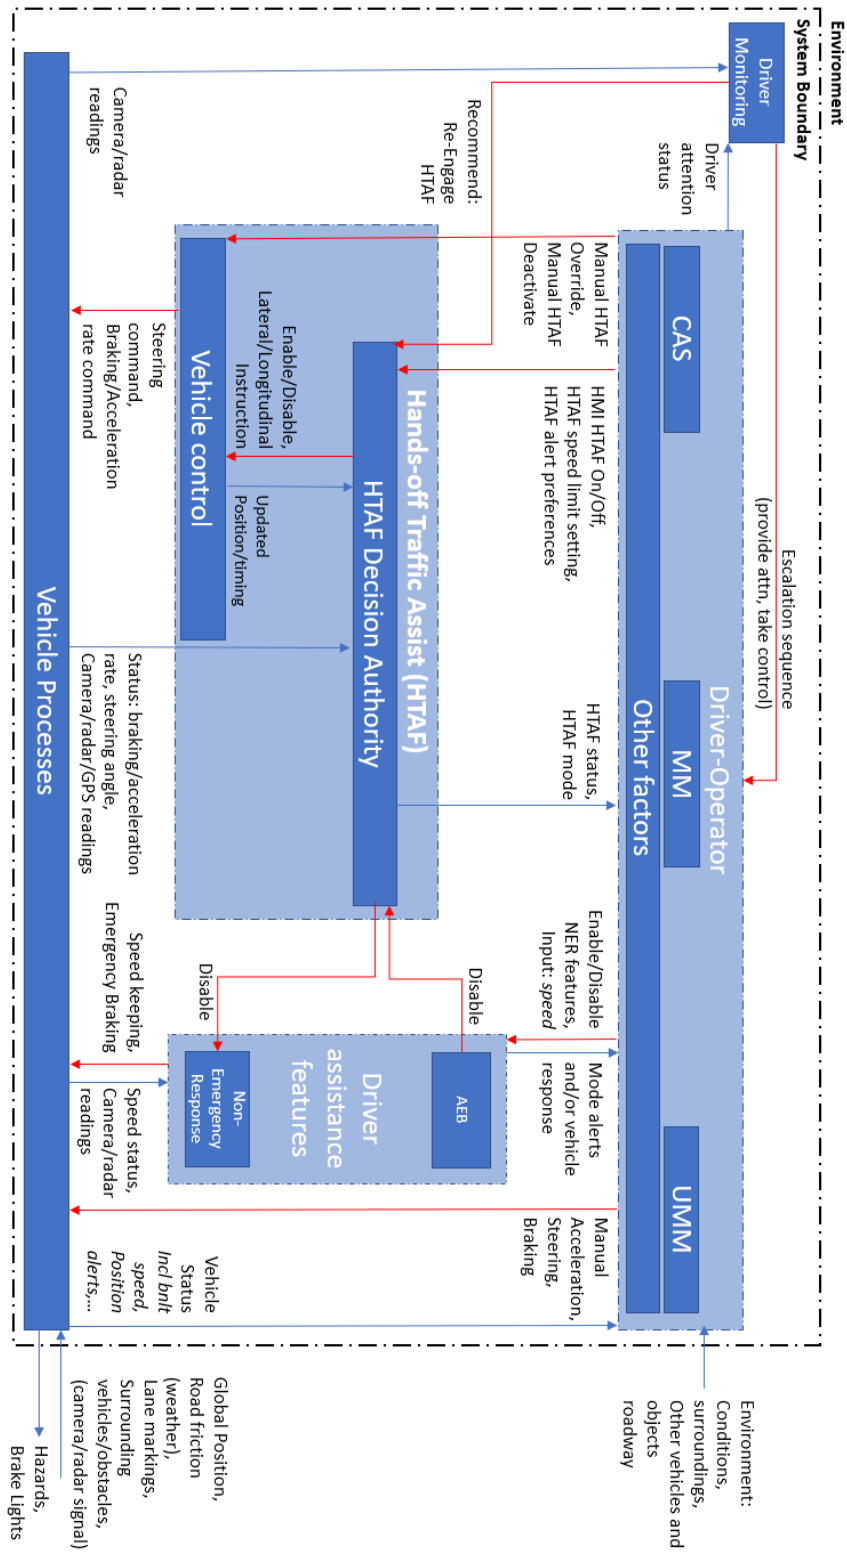 Environment
System Boundary
Driver
Monitoring
Escalation sequence
(provide attn, take control)
Driver
attention
status
Camera/radar
readings
Recommend:
Re-Engage
HTAF
Driver-Operator
CAS
MM
UMM
Other factors
Environment:
Conditions,
surroundings,
Other vehicles and
objects
roadway
Manual HTAF
Override,
Manual HTAF
Deactivate
HMI HTAF On/Off,
HTAF speed limit setting,
HTAF alert preferences
HTAF status,
HTAF mode
Enable/Disable
NER features,
Input: speed
Mode alerts
and/or vehicle
response
Manual
Acceleration,
Steering,
Braking
Hands-off Traffic Assist (HTAF)
HTAF Decision Authority
Enable/Disable,
Lateral/Longitudinal
Instruction
Updated
Position/timing
Vehicle control
Disable
Disable
AEB
Driver
assistance
features
Non-
Emergency
Response
Steering
command,
Braking/Acceleration
rate command
Status: braking/acceleration
rate, steering angle,
Camera/radar/GPS readings
Speed keeping,
Emergency Braking
Speed status,
Camera/radar
readings
Vehicle
Status
Incl bnlt
speed,
Position
alerts,...
Vehicle Processes
Global Position,
Road friction
(weather),
Lane markings,
Surrounding
vehicles/obstacles,
(camera/radar signal)
Hazards,
Brake Lights